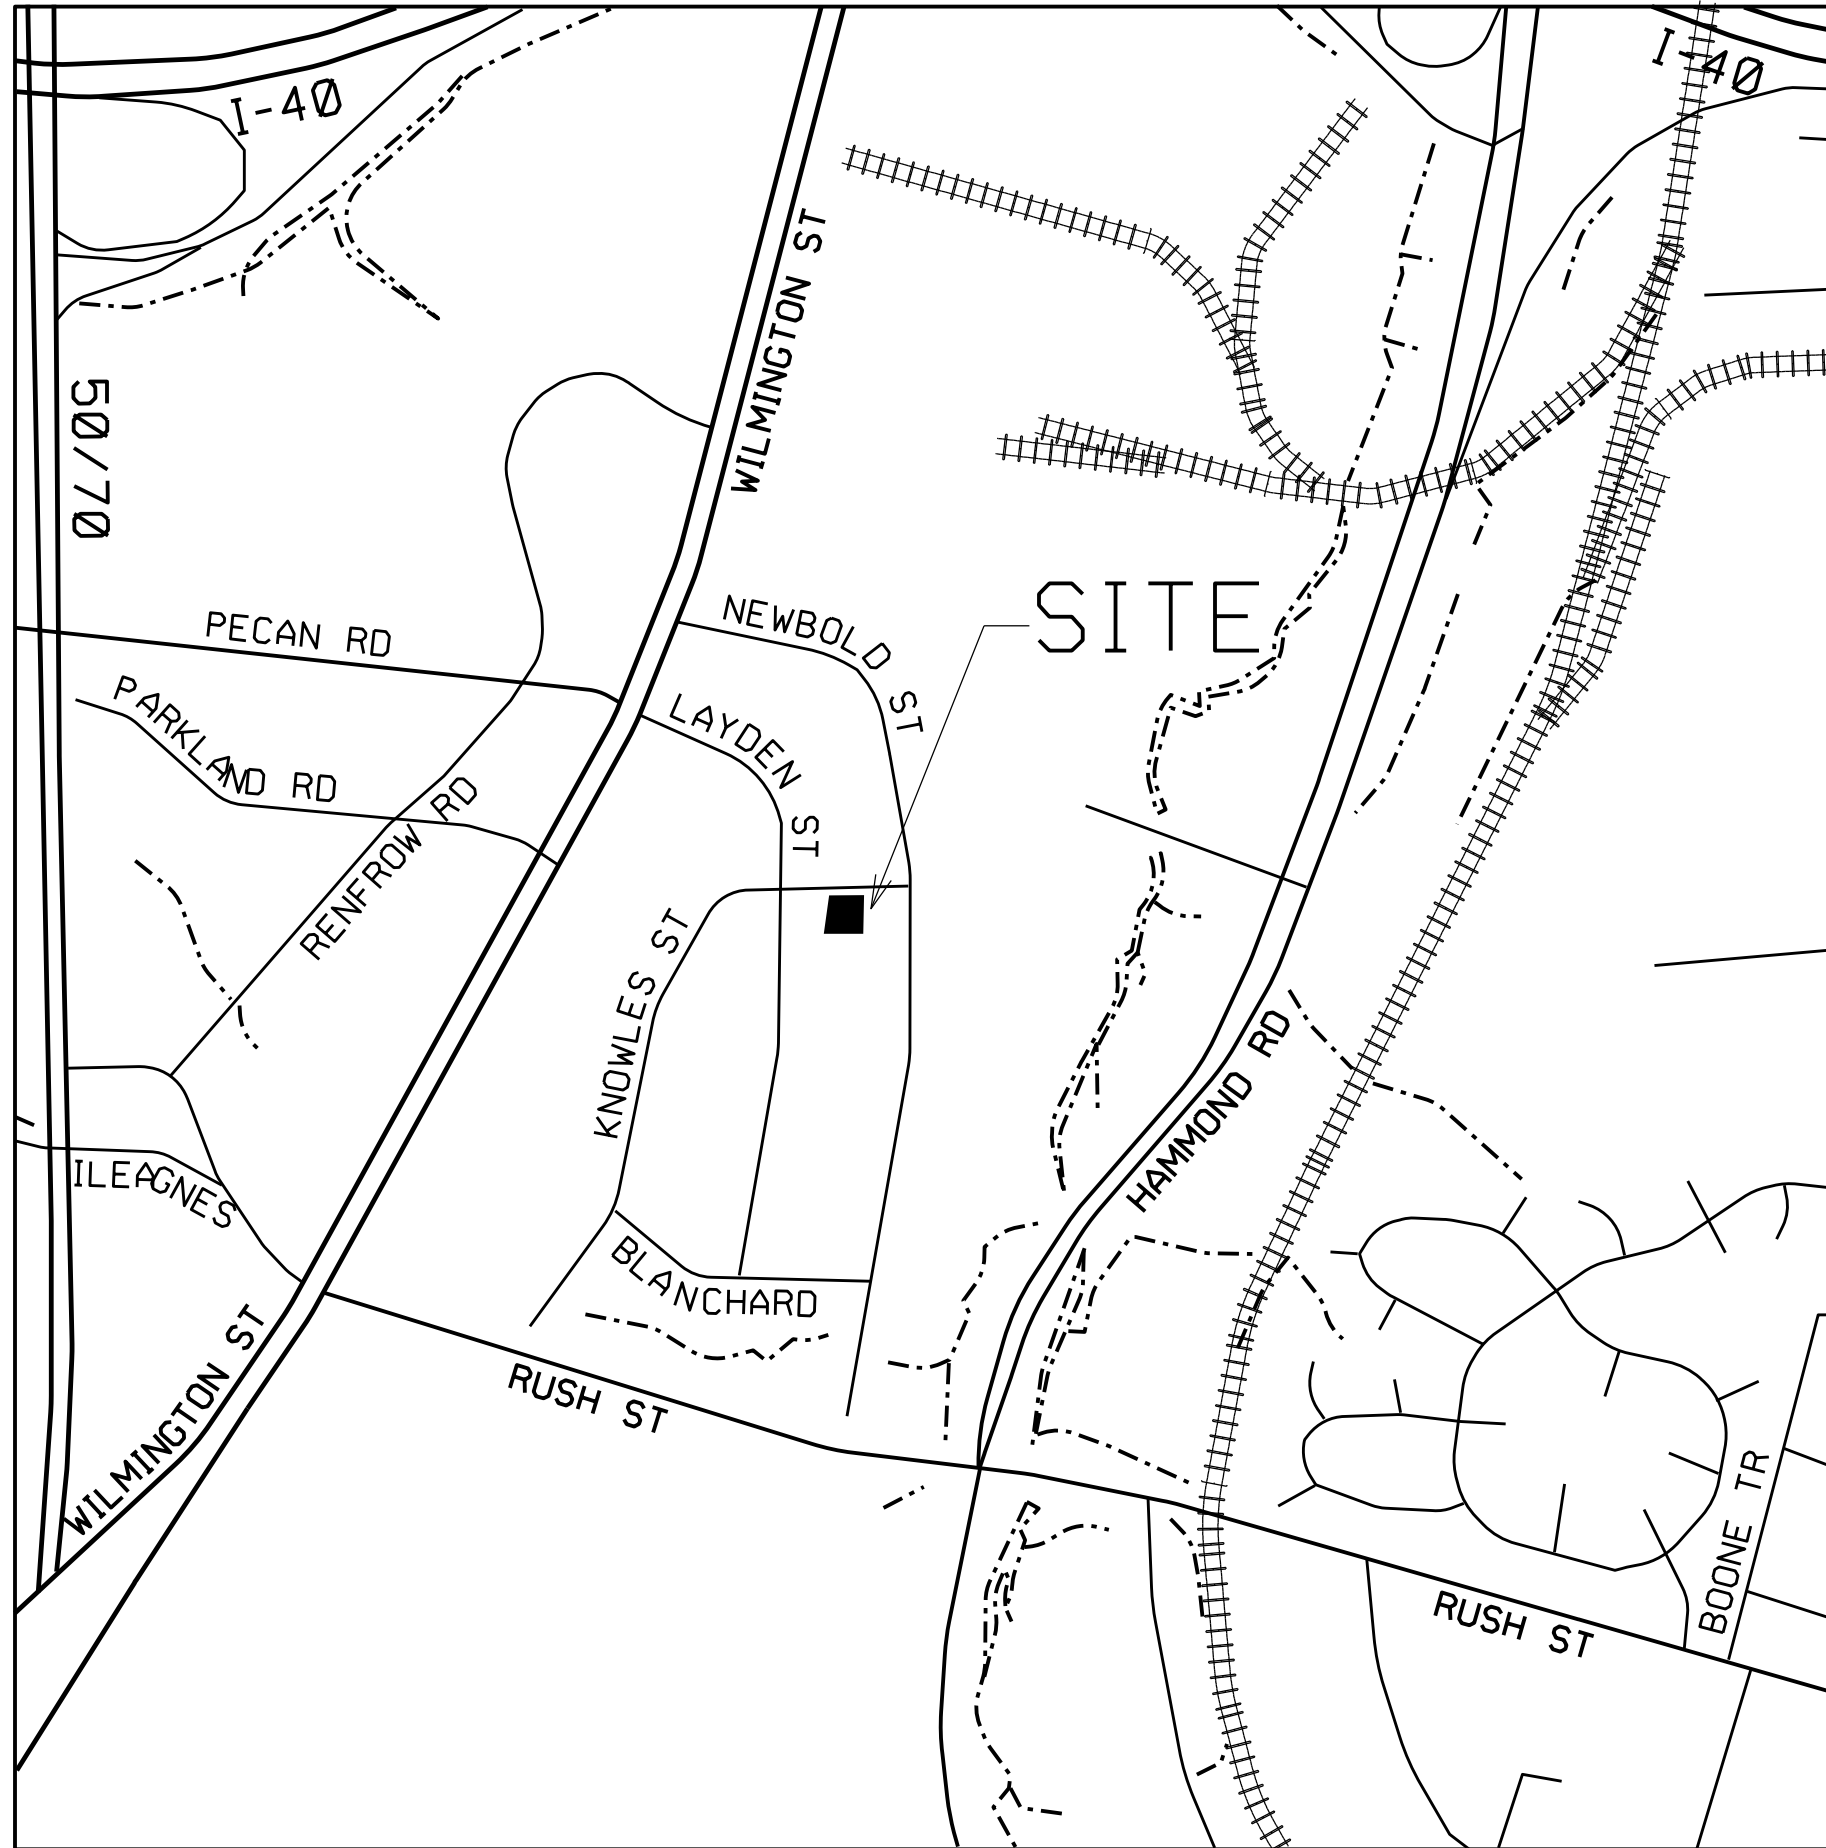 I-40
I-40
WILMINGTON ST
50/70
SITE
PECAN RD
NEWBOLD ST
PARKLAND RD
LAYDEN ST
RENFROW RD
KNOWLES ST
HAMMOND RD
ILEAGNES
BLANCHARD
WILMINGTON ST
RUSH ST
BOONE TR
RUSH ST